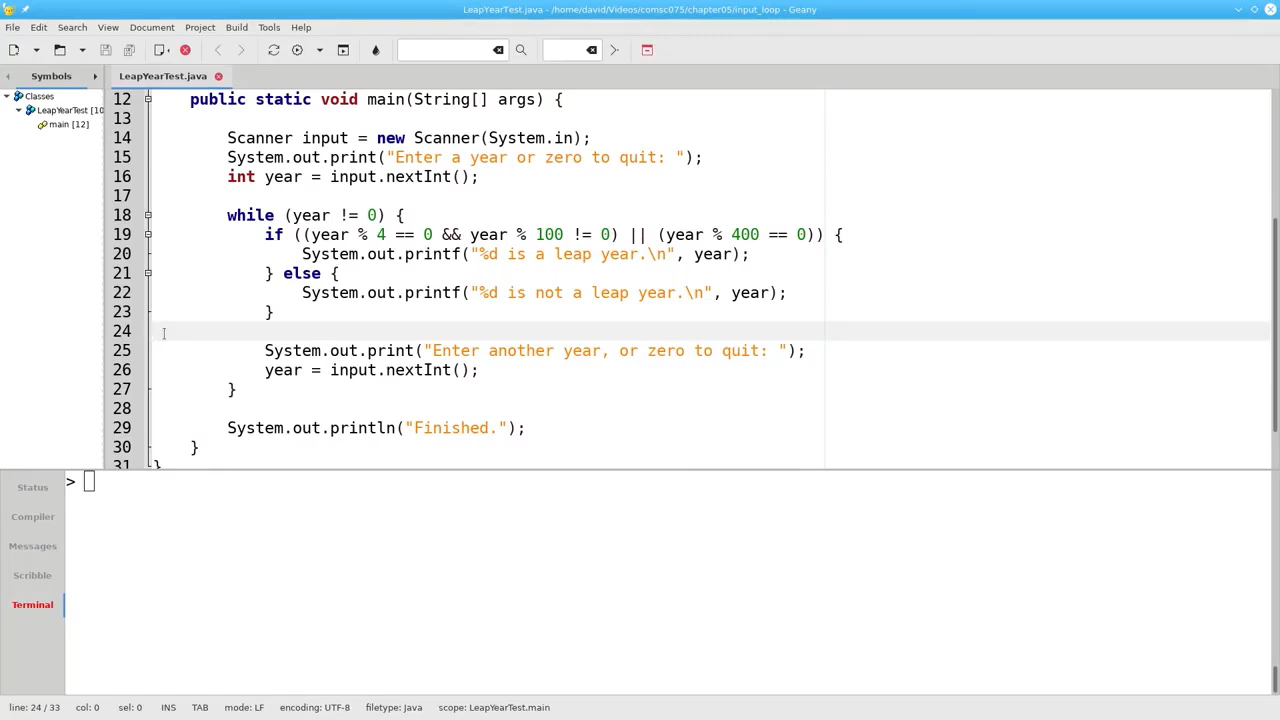 LeapYearTest.java - /home/david/Videos/comsc075/chapter05/input_loop - Geany
File Edit Search View Document Project Build Tools Help
Symbols LeapYearTest.java
Classes
LeapYearTest [10
main [12]
12 public static void main(String[] args) {
13
14 Scanner input = new Scanner(System.in);
15 System.out.print("Enter a year or zero to quit: ");
16 int year = input.nextInt();
17
18 while (year != 0) {
19 if ((year % 4 == 0 && year % 100 != 0) || (year % 400 == 0)) {
20 System.out.printf("%d is a leap year.\n", year);
21 } else {
22 System.out.printf("%d is not a leap year.\n", year);
23 }
24
25 System.out.print("Enter another year, or zero to quit: ");
26 year = input.nextInt();
27 }
28
29 System.out.println("Finished.");
30 }
31 }
>
Status
Compiler
Messages
Scribble
Terminal
line: 24 / 33 col: 0 sel: 0 INS TAB mode: LF encoding: UTF-8 filetype: Java scope: LeapYearTest.main